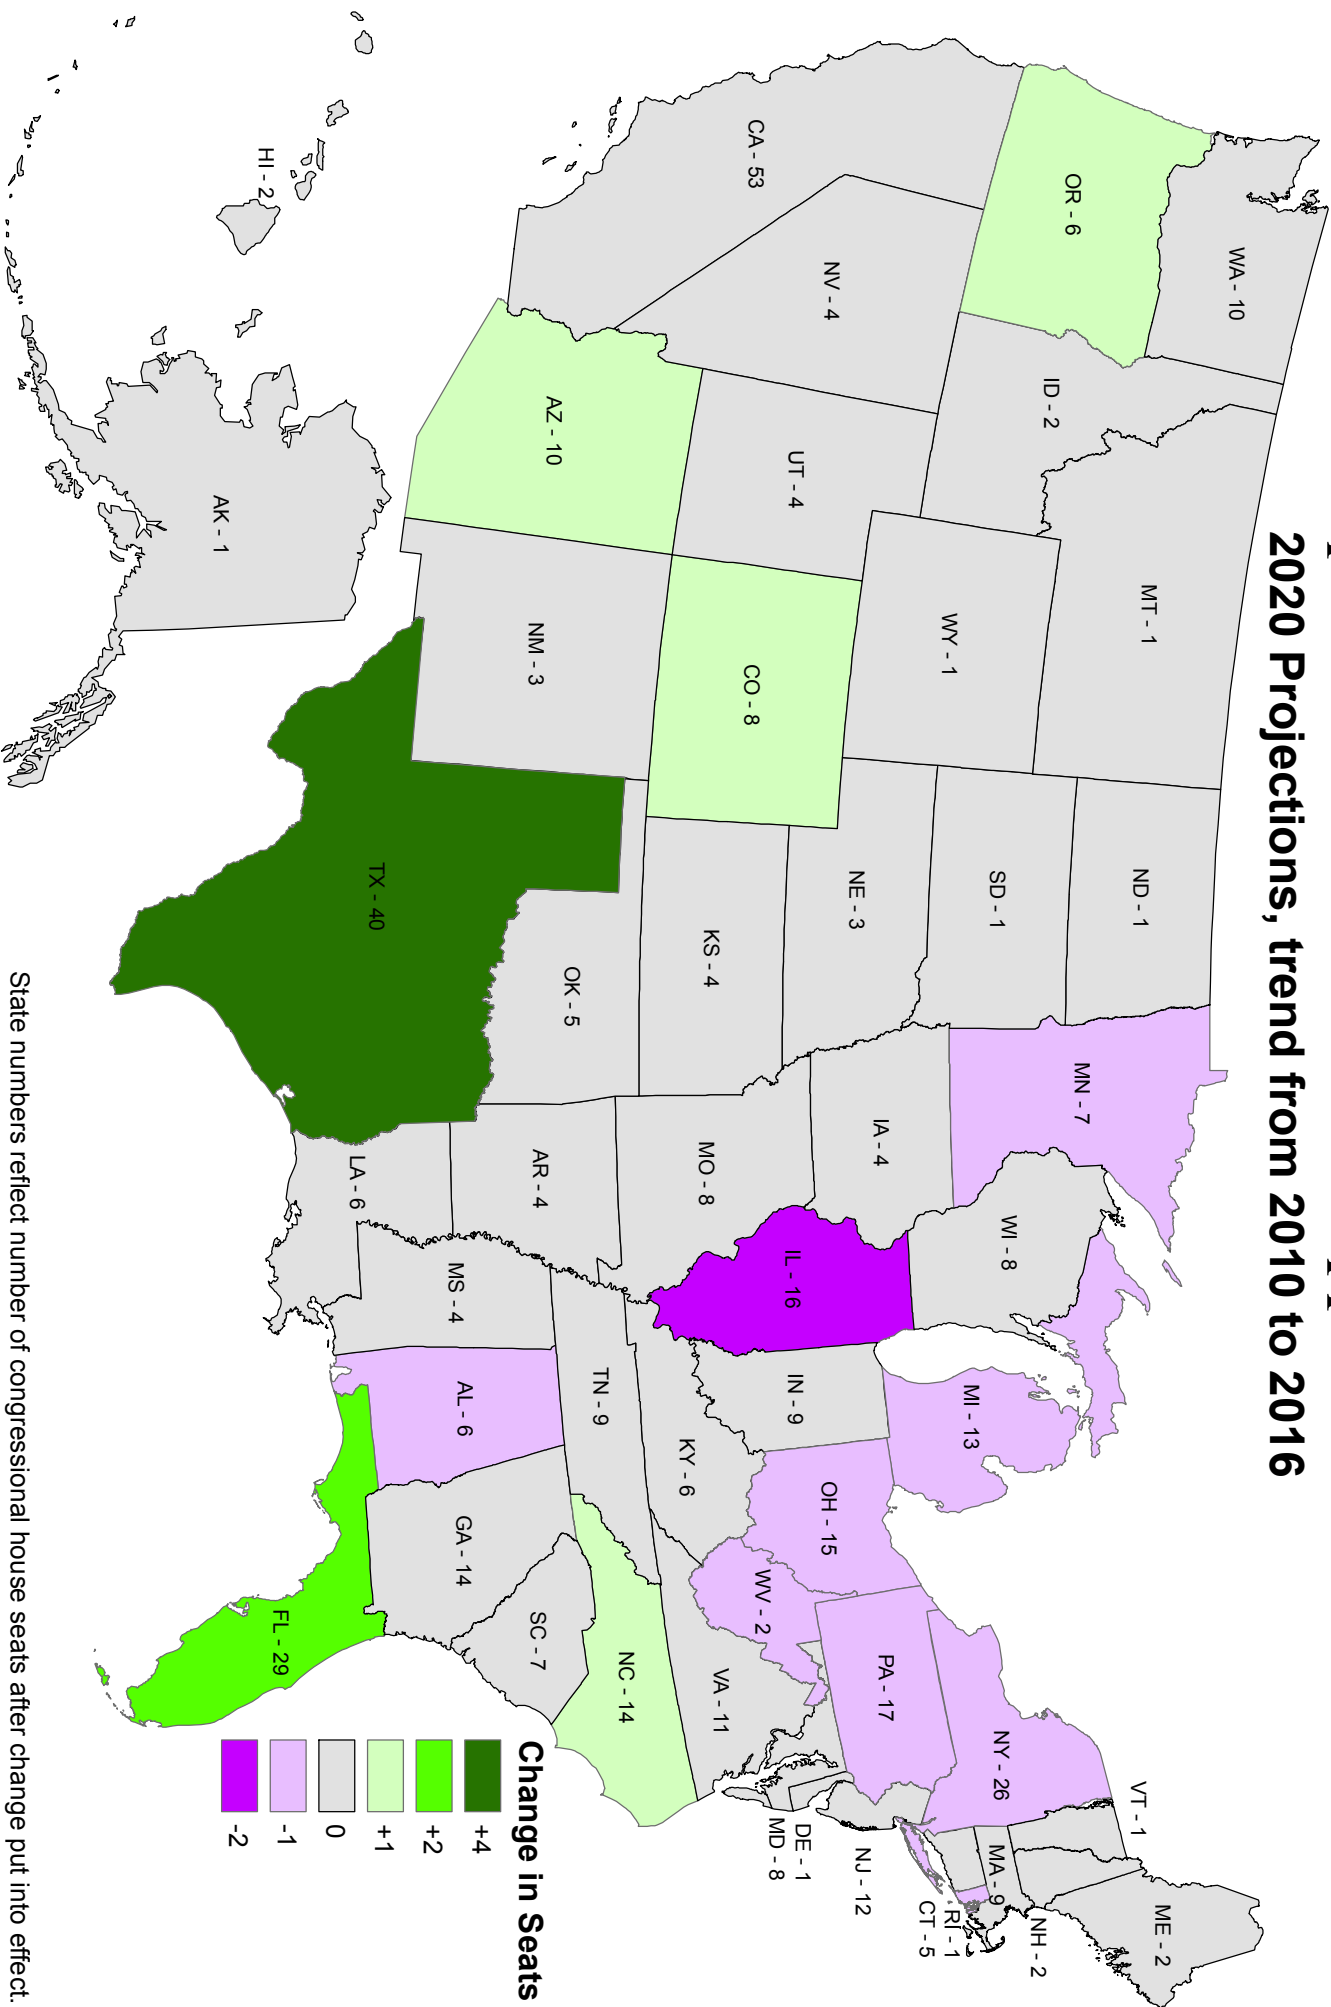 2020 Projections, trend from 2010 to 2016
WA - 10
OR - 6
CA - 53
NV - 4
ID - 2
MT - 1
WY - 1
UT - 4
AZ - 10
CO - 8
NM - 3
ND - 1
SD - 1
NE - 3
KS - 4
OK - 5
TX - 40
MN - 7
IA - 4
MO - 8
AR - 4
LA - 6
WI - 8
IL - 16
MS - 4
MI - 13
IN - 9
KY - 6
TN - 9
AL - 6
OH - 15
WV - 2
GA - 14
FL - 29
SC - 7
NC - 14
VA - 11
PA - 17
NY - 26
VT - 1
ME - 2
NH - 2
MA - 9
RI - 1
CT - 5
NJ - 12
DE - 1
MD - 8
HI - 2
AK - 1
Change in Seats
+4
+2
+1
0
-1
-2
State numbers reflect number of congressional house seats after change put into effect.